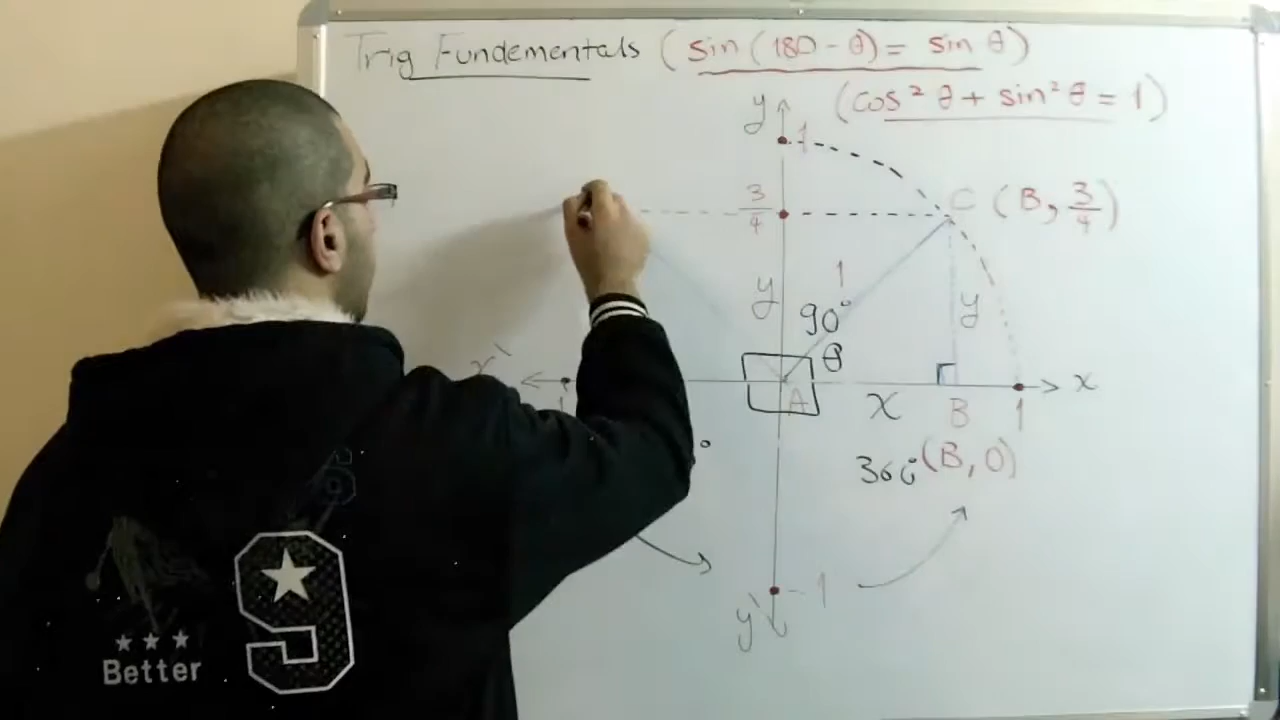 Trig Fundementals (sin (180 - θ) = sin θ)
(cos² θ + sin² θ = 1)
y
1
3/4
C (B, 3/4)
1
y
90°
y
θ
x`
A
x
B
1
x
360°
(B, 0)
-1
y`
9
Better